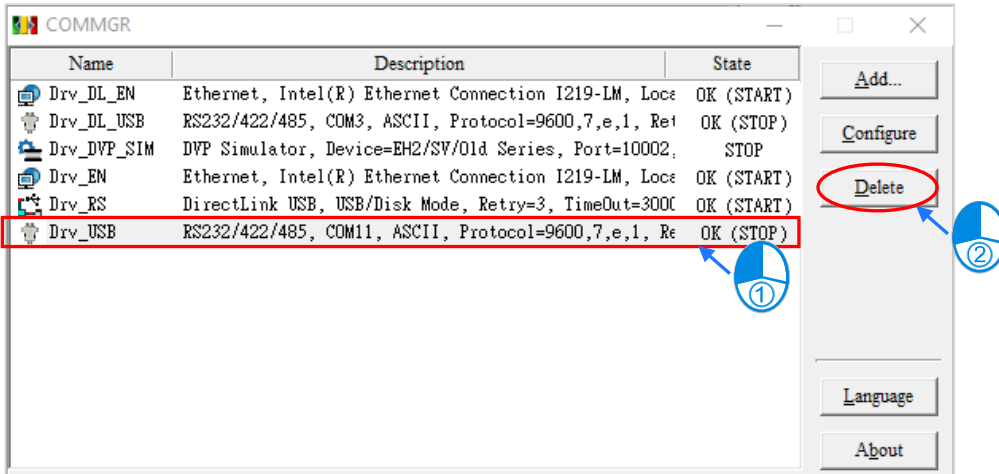 COMMGR
Name Description State
Drv_DL_EN Ethernet, Intel(R) Ethernet Connection I219-LM, Loca OK (START)
Drv_DL_USB RS232/422/485, COM3, ASCII, Protocol=9600,7,e,1, Ret OK (STOP)
Drv_DVP_SIM DVP Simulator, Device=EH2/SV/Old Series, Port=10002, STOP
Drv_EN Ethernet, Intel(R) Ethernet Connection I219-LM, Loca OK (START)
Drv_RS DirectLink USB, USB/Disk Mode, Retry=3, TimeOut=3000 OK (START)
Drv_USB RS232/422/485, COM11, ASCII, Protocol=9600,7,e,1, Re OK (STOP)
①
Add...
Configure
Delete
②
Language
About